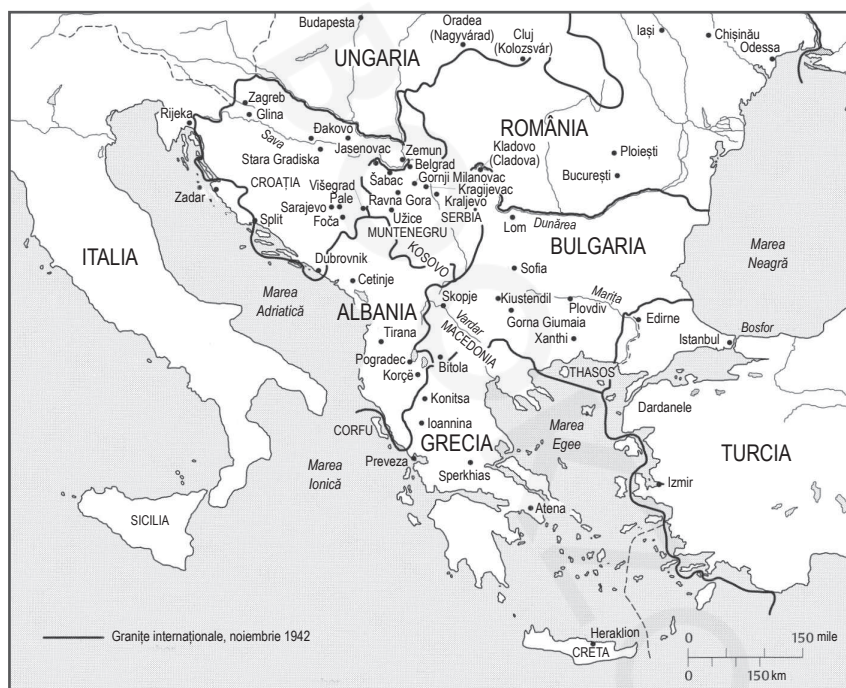 Budapesta
Oradea
(Nagyvárad)
Cluj
(Kolozsvár)
Iași
Chișinău
Odessa
UNGARIA
Zagreb
Glina
Rijeka
Sava
Đakovo
Jasenovac
Zemun
Belgrad
Stara Gradiska
Kladovo
(Cladova)
ROMÂNIA
Ploiești
București
Gornji Milanovac
Šabac
Kragijevac
CROAȚIA
Višegrad
Pale
Ravna Gora
Kraljevo
Zadar
Sarajevo
Foča
Užice
SERBIA
Split
MUNTENEGRU
Lom
Dunărea
BULGARIA
Marea
Neagră
ITALIA
KOSOVO
Dubrovnik
Sofia
Cetinje
Marea
Adriatică
Skopje
Kiustendil
Marița
Plovdiv
Edirne
ALBANIA
Vardar
Gorna Giumaia
Bosfor
MACEDONIA
Xanthi
Istanbul
Tirana
Pogradec
Bitola
THASOS
Korçë
Dardanele
Konitsa
CORFU
Ioannina
Marea
Egee
GRECIA
TURCIA
Marea
Ionică
Preveza
Sperkhias
Izmir
SICILIA
Atena
Granițe internaționale, noiembrie 1942
Heraklion
CRETA
0 150 mile
0 150 km